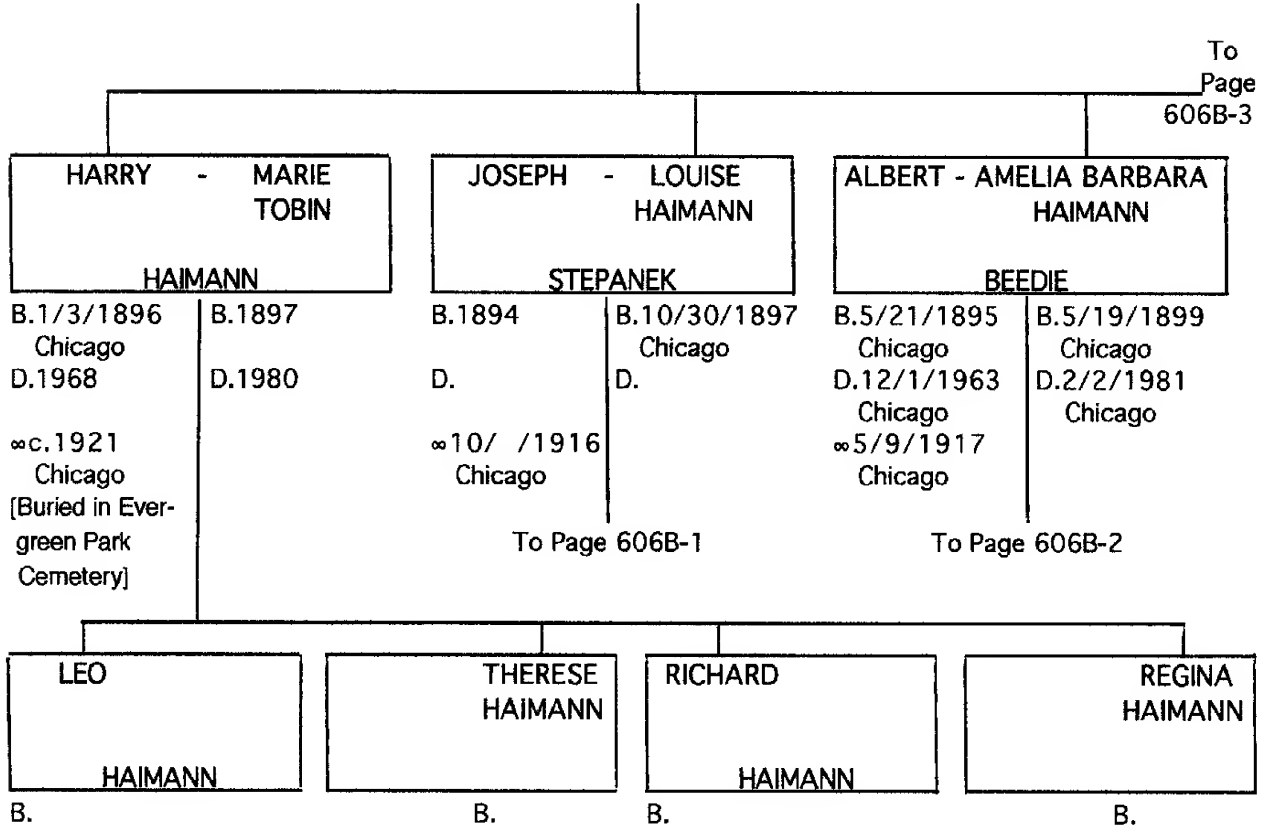 To
Page
606B-3
HARRY - MARIE
TOBIN
HAIMANN
JOSEPH - LOUISE
HAIMANN
STEPANEK
ALBERT - AMELIA BARBARA
HAIMANN
BEEDIE
B.1/3/1896
Chicago
D.1968
∞c.1921
Chicago
[Buried in Ever-
green Park
Cemetery]
B.1897
D.1980
B.1894
D.
∞10/ /1916
Chicago
B.10/30/1897
Chicago
D.
To Page 606B-1
B.5/21/1895
Chicago
D.12/1/1963
Chicago
∞5/9/1917
Chicago
B.5/19/1899
Chicago
D.2/2/1981
Chicago
To Page 606B-2
LEO
HAIMANN
B.
THERESE
HAIMANN
B.
RICHARD
HAIMANN
B.
REGINA
HAIMANN
B.